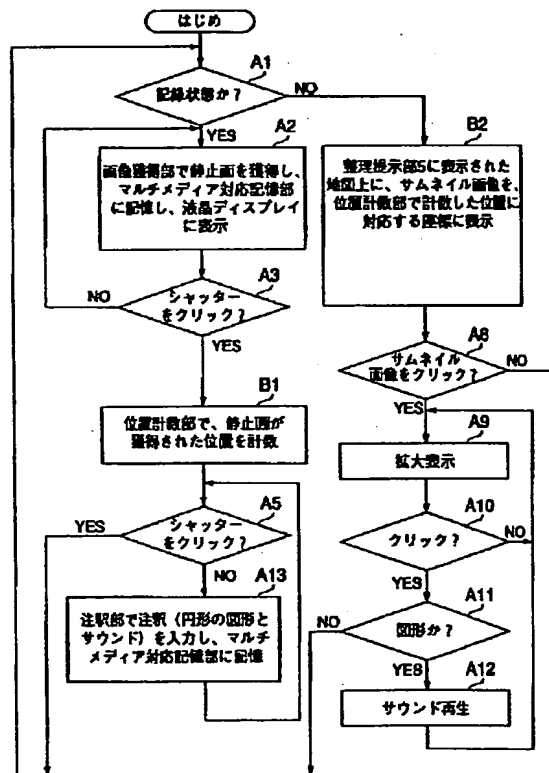 はじめ
A1
記録状態か？
NO
YES
A2
画像獲得部で静止画を獲得し、
マルチメディア対応記憶部
に記憶し、液晶ディスプレイ
に表示
A3
シャッター
をクリック？
NO
YES
B1
位置計数部で、静止画が
獲得された位置を計数
A5
シャッター
をクリック？
YES
NO
A13
注釈部で注釈（円形の図形と
サウンド）を入力し、マルチ
メディア対応記憶部に記憶
B2
整理提示部5に表示された
地図上に、サムネイル画像を、
位置計数部で計数した位置に
対応する座標に表示
A8
サムネイル
画像をクリック？
NO
YES
A9
拡大表示
A10
クリック？
NO
YES
A11
図形か？
NO
YES
A12
サウンド再生